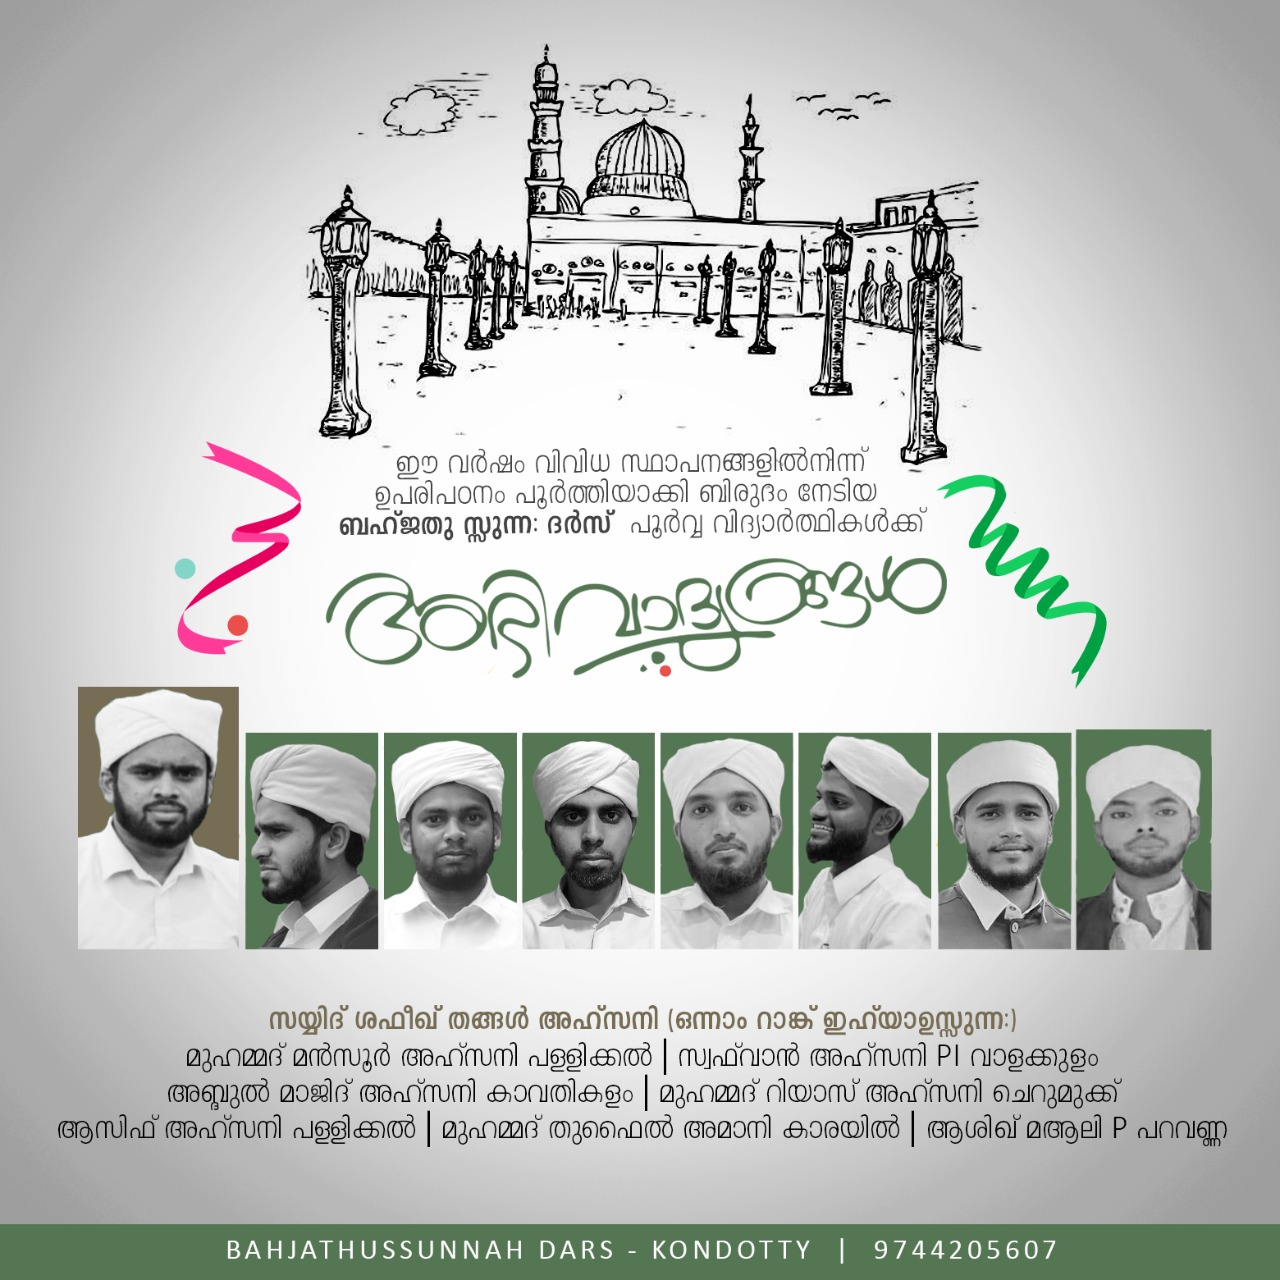 ഈ വർഷം വിവിധ സ്ഥാപനങ്ങളിൽനിന്ന്
ഉപരിപഠനം പൂർത്തിയാക്കി ബിരുദം നേടിയ
ബഹ്ജതു സ്സുന്ന: ദർസ് പൂർവ്വ വിദ്യാർത്ഥികൾക്ക്
അഭിവാദ്യങ്ങൾ
സയ്യിദ് ശഫീഖ് തങ്ങൾ അഹ്സനി (ഒന്നാം റാങ്ക് ഇഹ്‌യാഉസ്സുന്ന:)
മുഹമ്മദ് മൻസൂർ അഹ്സനി പള്ളിക്കൽ | സ്വഫ്‌വാൻ അഹ്സനി PI വാളക്കുളം
അബ്ദുൽ മാജിദ് അഹ്സനി കാവതികളം | മുഹമ്മദ് റിയാസ് അഹ്സനി ചെറുമുക്ക്
ആസിഫ് അഹ്സനി പള്ളിക്കൽ | മുഹമ്മദ് തുഫൈൽ അമാനി കാരയിൽ | ആശിഖ് മആലി P പറവണ്ണ
BAHJATHUSSUNNAH DARS - KONDOTTY | 9744205607